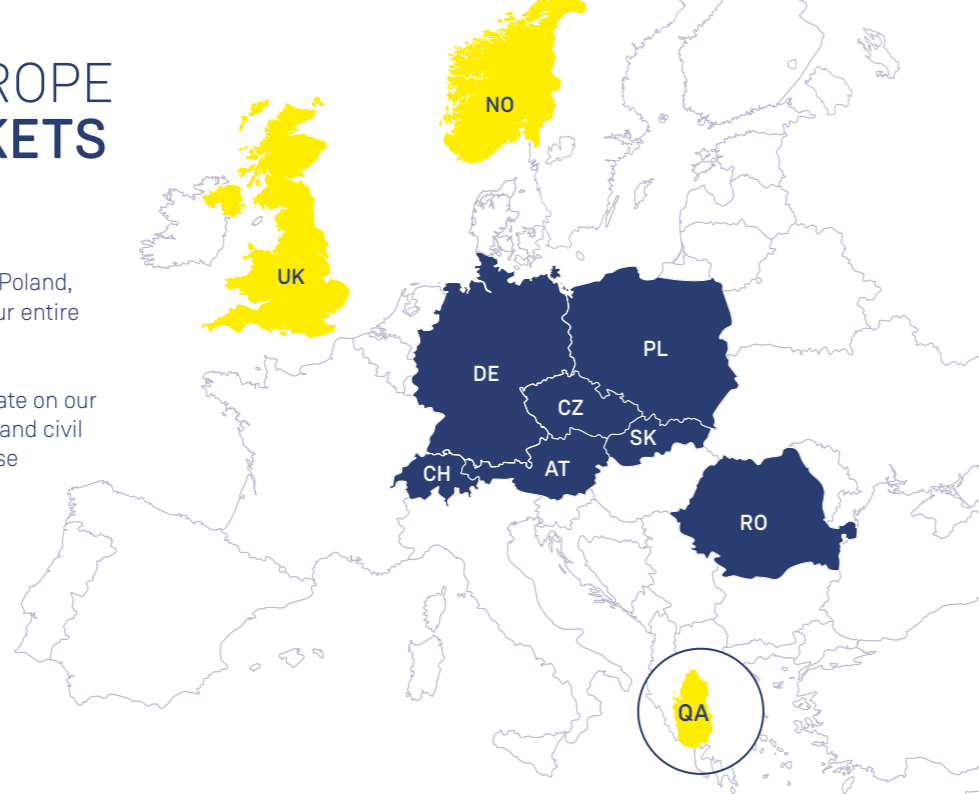 ROPE
KETS
Poland,
ur entire
ate on our
and civil
se
NO
UK
PL
DE
CZ
SK
CH
AT
RO
QA